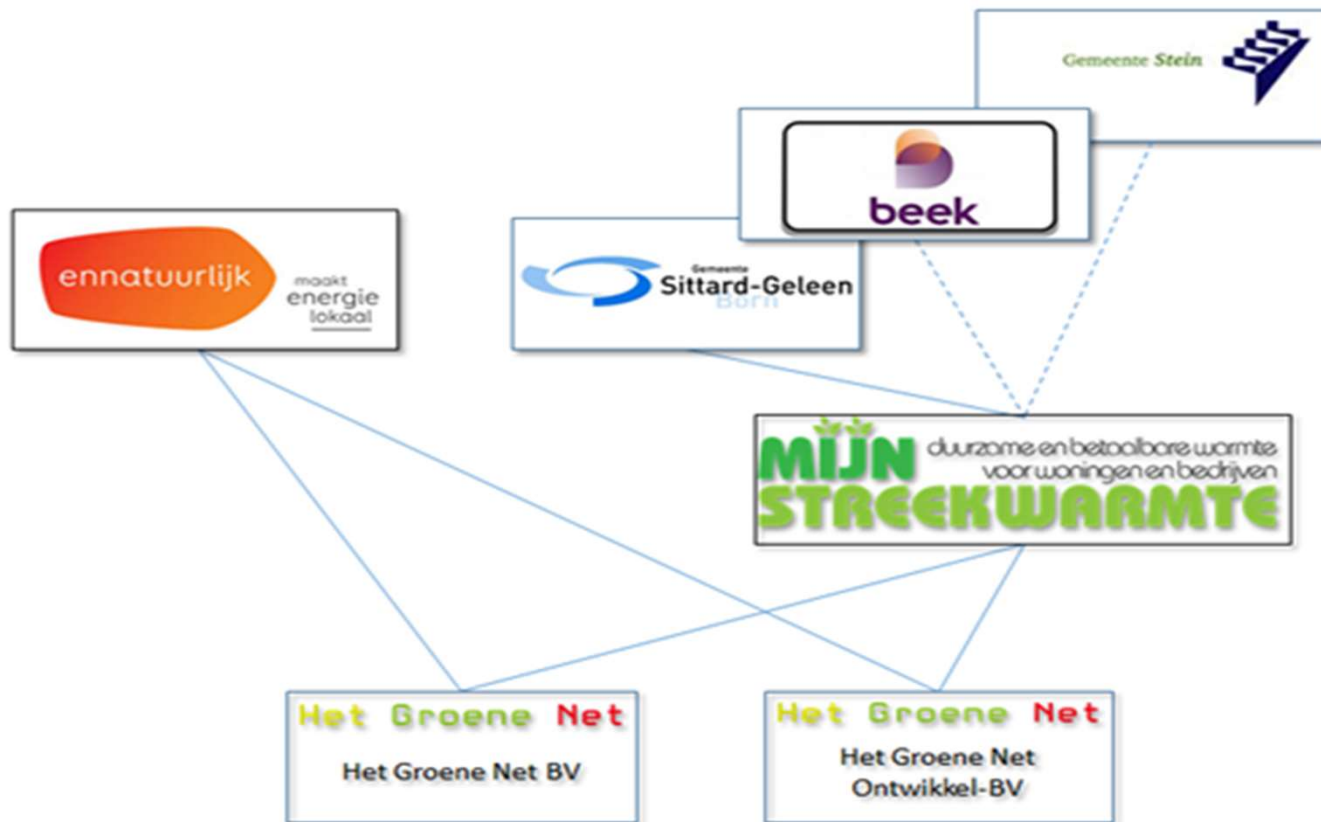 Gemeente Stein
beek
ennatuurlijk
maakt
energie
lokaal
Gemeente
Sittard-Geleen
Born
MIJN duurzame en betaalbare warmte
voor woningen en bedrijven
STREEKWARMTE
Het Groene Net
Het Groene Net BV
Het Groene Net
Het Groene Net
Ontwikkel-BV